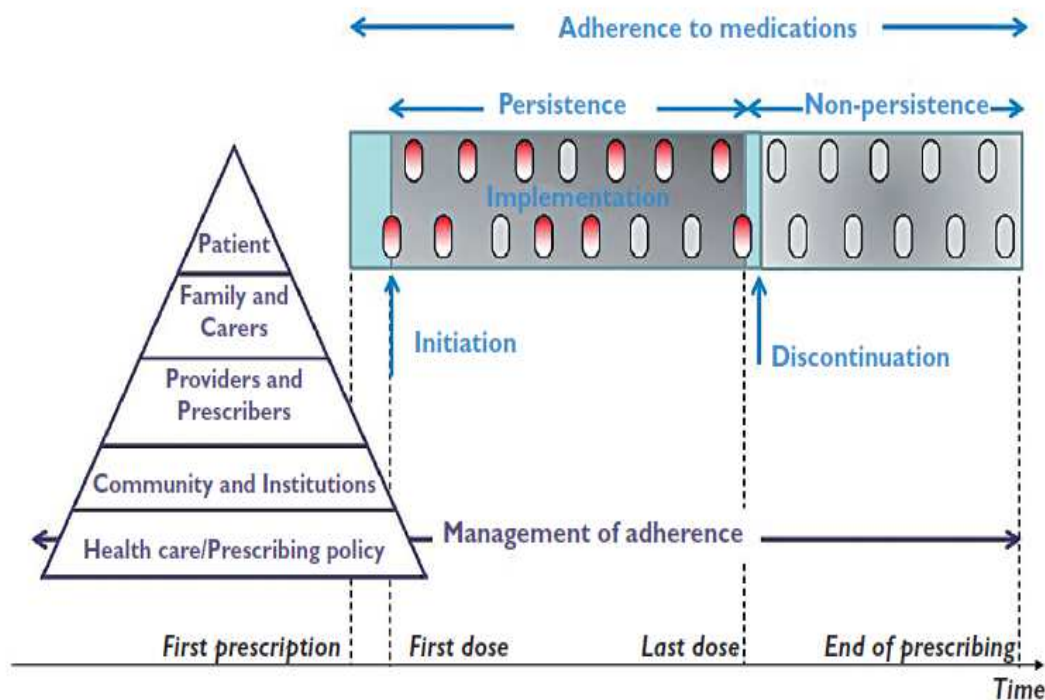 Adherence to medications
Persistence
Non-persistence
Implementation
Patient
Family and
Carers
Initiation
Discontinuation
Providers and
Prescribers
Community and Institutions
Management of adherence
Health care/Prescribing policy
First prescription
First dose
Last dose
End of prescribing
Time